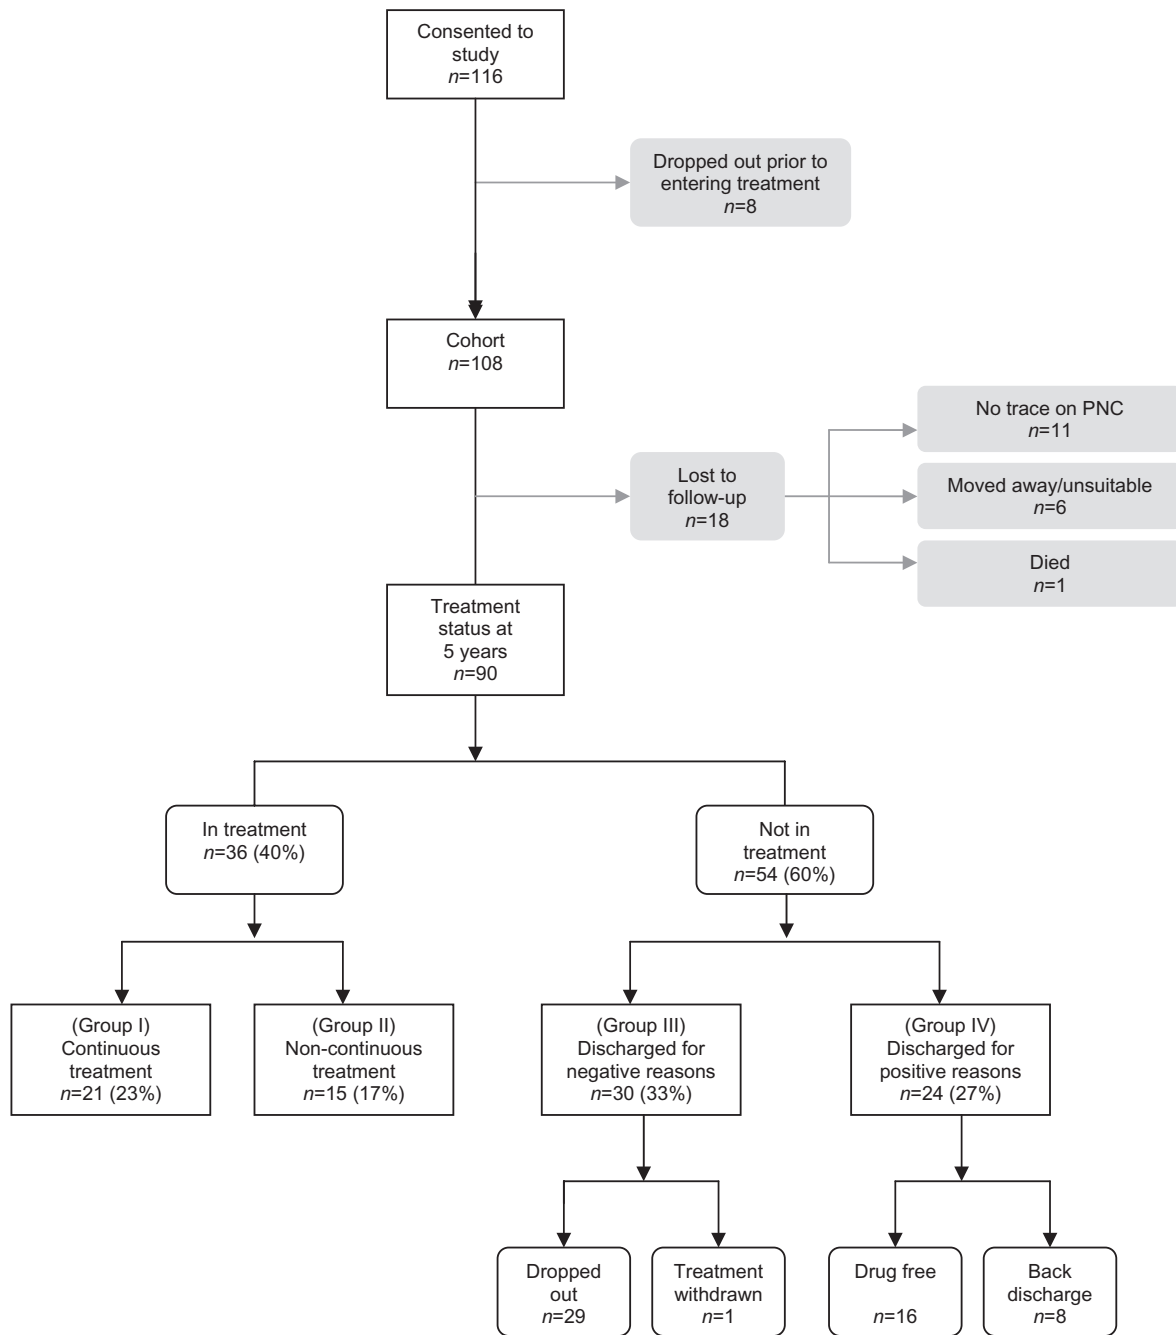 Consented to
study
n=116
Dropped out prior to
entering treatment
n=8
Cohort
n=108
No trace on PNC
n=11
Lost to
follow-up
n=18
Moved away/unsuitable
n=6
Died
n=1
Treatment
status at
5 years
n=90
In treatment
n=36 (40%)
Not in
treatment
n=54 (60%)
(Group I)
Continuous
treatment
n=21 (23%)
(Group II)
Non-continuous
treatment
n=15 (17%)
(Group III)
Discharged for
negative reasons
n=30 (33%)
(Group IV)
Discharged for
positive reasons
n=24 (27%)
Dropped
out
n=29
Treatment
withdrawn
n=1
Drug free
n=16
Back
discharge
n=8